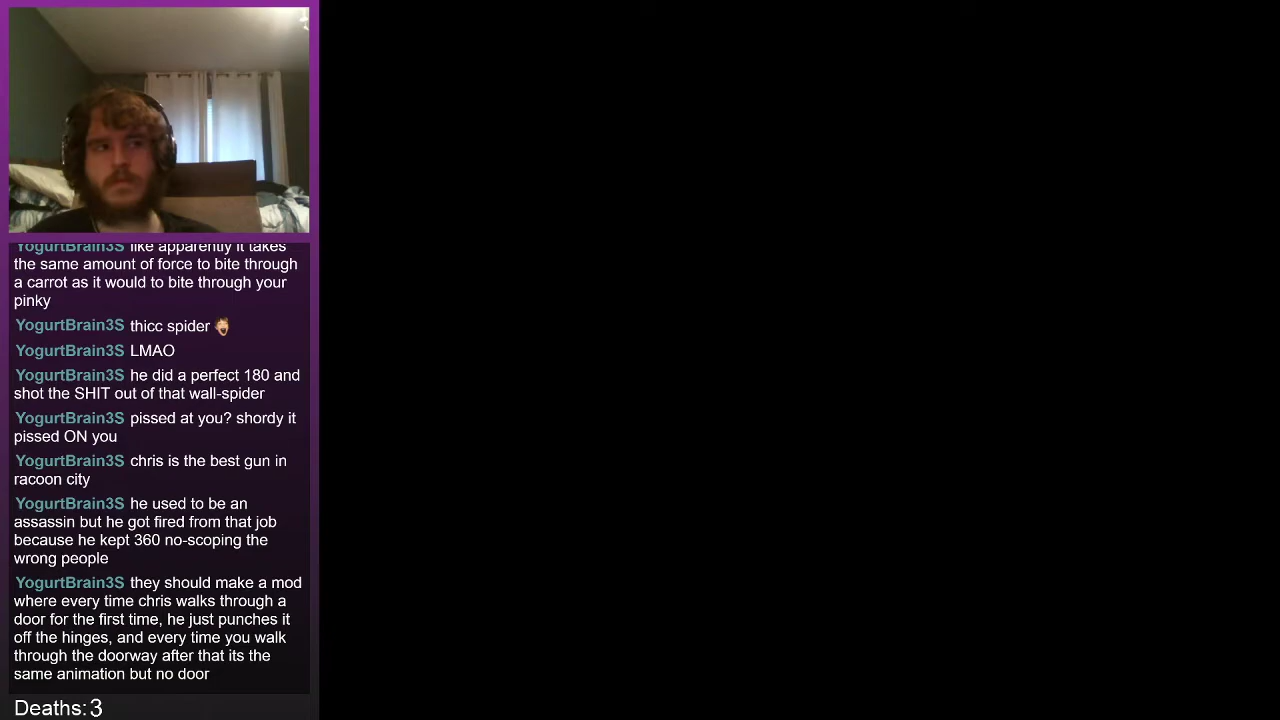 YogurtBrain3S like apparently it takes
the same amount of force to bite through
a carrot as it would to bite through your
pinky
YogurtBrain3S thicc spider
YogurtBrain3S LMAO
YogurtBrain3S he did a perfect 180 and
shot the SHIT out of that wall-spider
YogurtBrain3S pissed at you? shordy it
pissed ON you
YogurtBrain3S chris is the best gun in
racoon city
YogurtBrain3S he used to be an
assassin but he got fired from that job
because he kept 360 no-scoping the
wrong people
YogurtBrain3S they should make a mod
where every time chris walks through a
door for the first time, he just punches it
off the hinges, and every time you walk
through the doorway after that its the
same animation but no door
Deaths:3